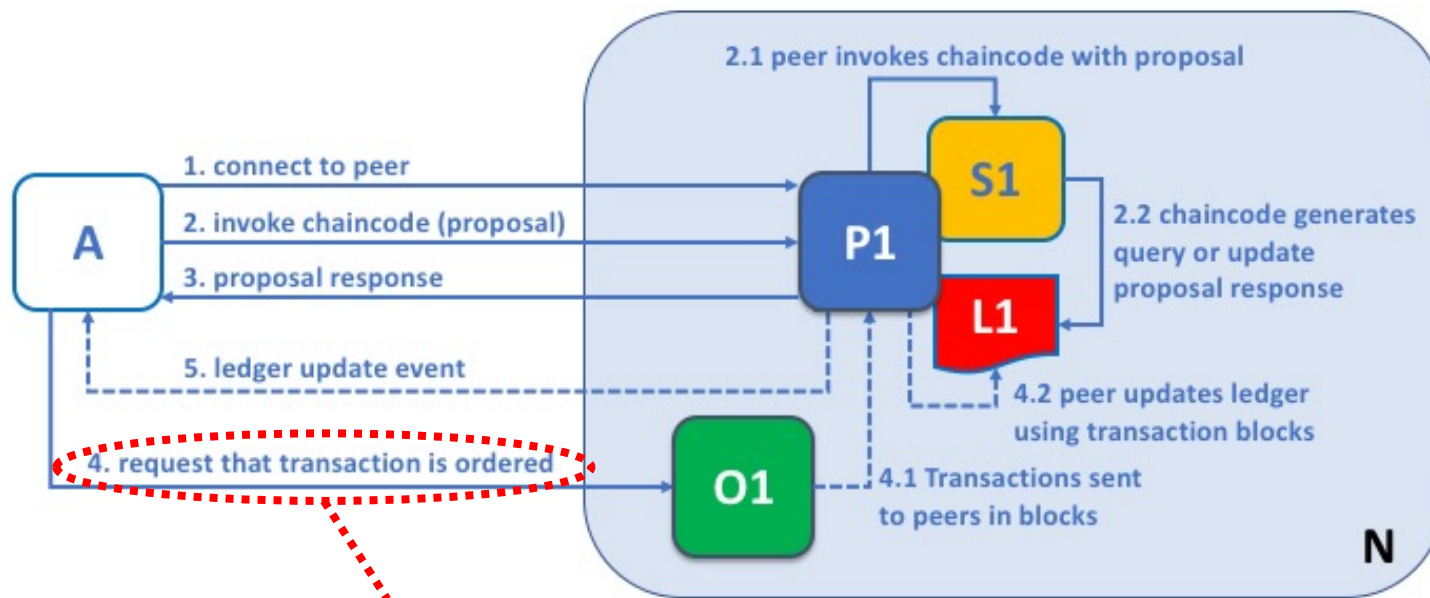 2.1 peer invokes chaincode with proposal
1. connect to peer
S1
A
2. invoke chaincode (proposal)
P1
2.2 chaincode generates
query or update
proposal response
3. proposal response
L1
5. ledger update event
4.2 peer updates ledger
using transaction blocks
4. request that transaction is ordered
O1
4.1 Transactions sent
to peers in blocks
N